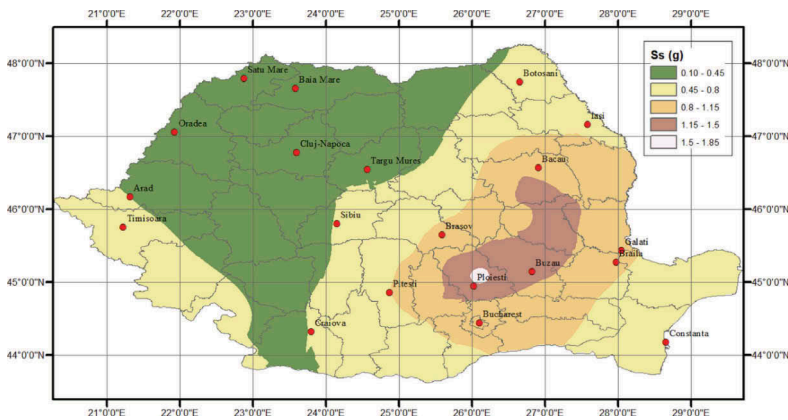 21°0'0"E 22°0'0"E 23°0'0"E 24°0'0"E 25°0'0"E 26°0'0"E 27°0'0"E 28°0'0"E 29°0'0"E
48°0'0"N 48°0'0"N
47°0'0"N 47°0'0"N
46°0'0"N 46°0'0"N
45°0'0"N 45°0'0"N
44°0'0"N 44°0'0"N
Ss (g)
0.10 - 0.45
0.45 - 0.8
0.8 - 1.15
1.15 - 1.5
1.5 - 1.85
Satu Mare
Baia Mare
Botosani
Iasi
Oradea
Cluj-Napoca
Targu Mures
Bacau
Arad
Timisoara
Sibiu
Brasov
Galati
Braila
Ploiesti
Buzau
Pitesti
Bucharest
Craiova
Constanta
21°0'0"E 22°0'0"E 23°0'0"E 24°0'0"E 25°0'0"E 26°0'0"E 27°0'0"E 28°0'0"E 29°0'0"E